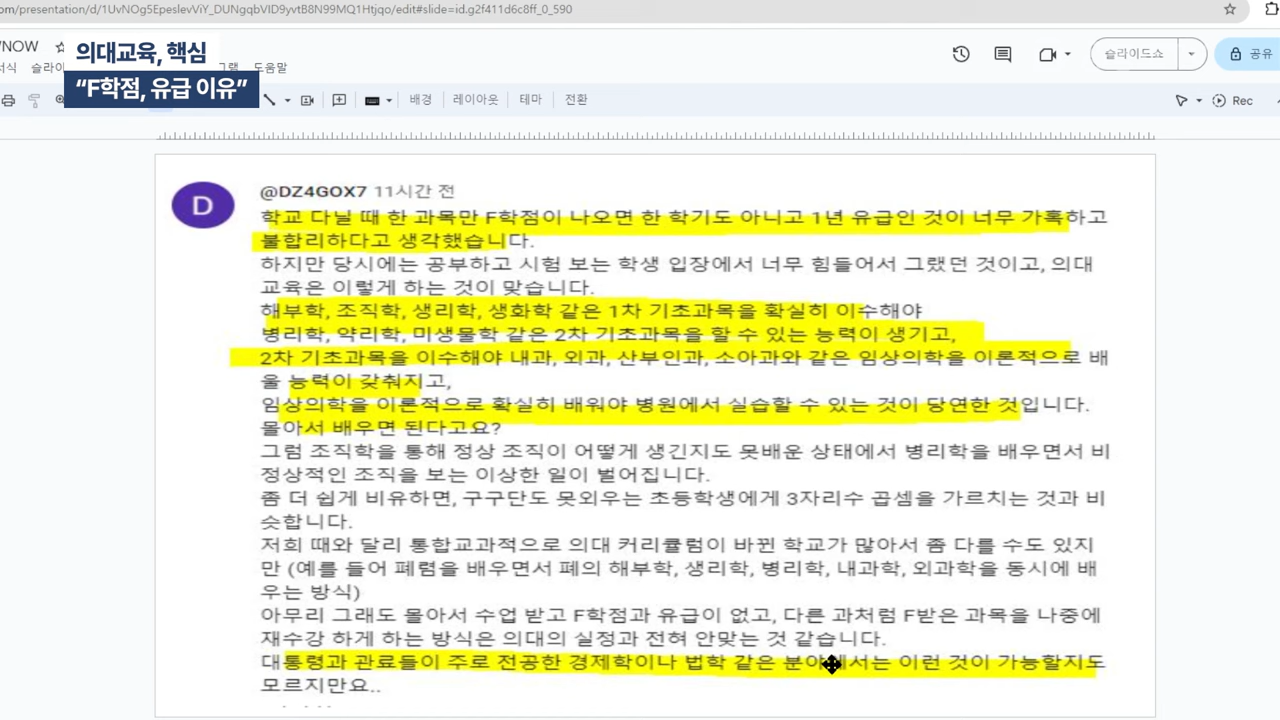 com/presentation/d/1UvNOg5EpeslevViY_DUNgqbVID9yvtB8N99MQ1Htjqo/edit#slide=id.g2f411d6c8ff_0_590
/NOW
의대교육, 핵심
“F학점, 유급 이유”
서식 슬라이 그램 도움말
슬라이드쇼
공유
배경 레이아웃 테마 전환
Rec
D
@DZ4GOX7 11시간 전
학교 다닐 때 한 과목만 F학점이 나오면 한 학기도 아니고 1년 유급인 것이 너무 가혹하고
불합리하다고 생각했습니다.
하지만 당시에는 공부하고 시험 보는 학생 입장에서 너무 힘들어서 그랬던 것이고, 의대
교육은 이렇게 하는 것이 맞습니다.
해부학, 조직학, 생리학, 생화학 같은 1차 기초과목을 확실히 이수해야
병리학, 약리학, 미생물학 같은 2차 기초과목을 할 수 있는 능력이 생기고,
2차 기초과목을 이수해야 내과, 외과, 산부인과, 소아과와 같은 임상의학을 이론적으로 배
울 능력이 갖춰지고,
임상의학을 이론적으로 확실히 배워야 병원에서 실습할 수 있는 것이 당연한 것입니다.
몰아서 배우면 된다고요?
그럼 조직학을 통해 정상 조직이 어떻게 생긴지도 못배운 상태에서 병리학을 배우면서 비
정상적인 조직을 보는 이상한 일이 벌어집니다.
좀 더 쉽게 비유하면, 구구단도 못외우는 초등학생에게 3자리수 곱셈을 가르치는 것과 비
슷합니다.
저희 때와 달리 통합교과적으로 의대 커리큘럼이 바뀐 학교가 많아서 좀 다를 수도 있지
만 (예를 들어 폐렴을 배우면서 폐의 해부학, 생리학, 병리학, 내과학, 외과학을 동시에 배
우는 방식)
아무리 그래도 몰아서 수업 받고 F학점과 유급이 없고, 다른 과처럼 F받은 과목을 나중에
재수강 하게 하는 방식은 의대의 실정과 전혀 안맞는 것 같습니다.
대통령과 관료들이 주로 전공한 경제학이나 법학 같은 분야에서는 이런 것이 가능할지도
모르지만요..